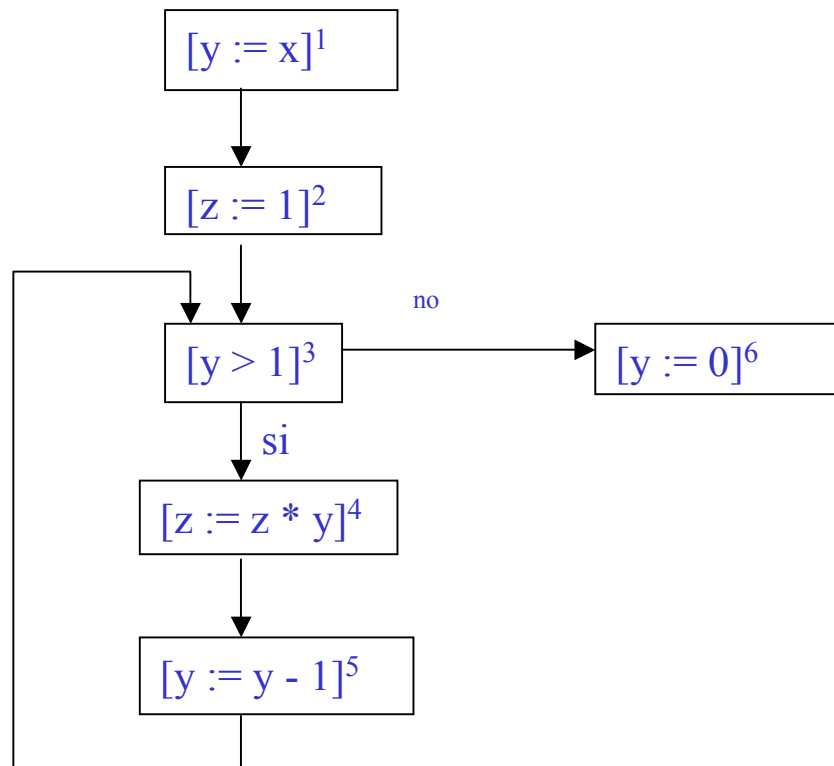 [y := x]1
[z := 1]2
no
[y > 1]3
[y := 0]6
si
[z := z * y]4
[y := y - 1]5